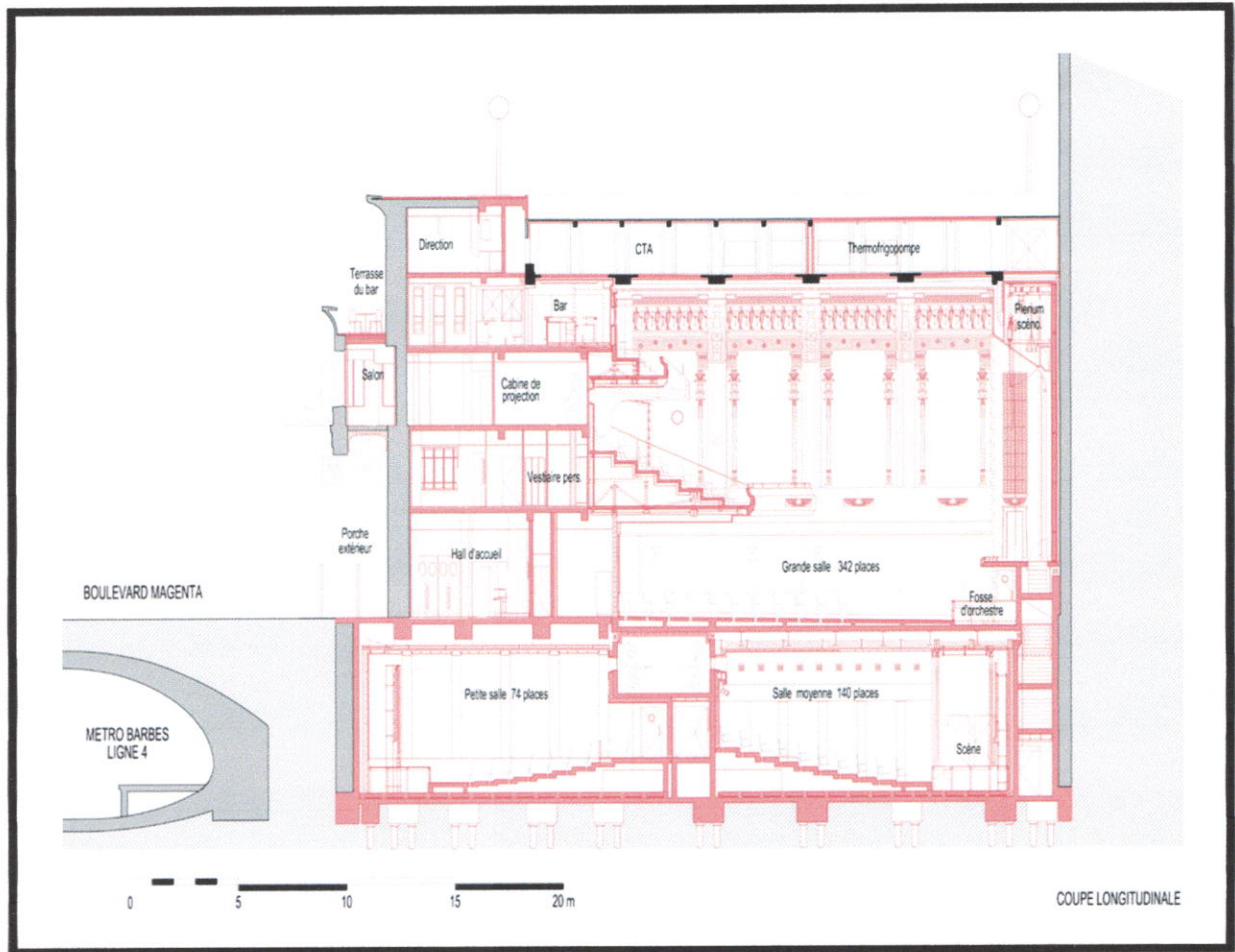 Direction
CTA
Thermofrigopompe
Terrasse
du bar
Bar
Plenum
scéno.
Salon
Cabine de
projection
Vestiaire pers.
Porche
extérieur
Hall d'accueil
Grande salle 342 places
BOULEVARD MAGENTA
Fosse
d'orchestre
Petite salle 74 places
Salle moyenne 140 places
METRO BARBES
LIGNE 4
Scène
0 5 10 15 20 m
COUPE LONGITUDINALE